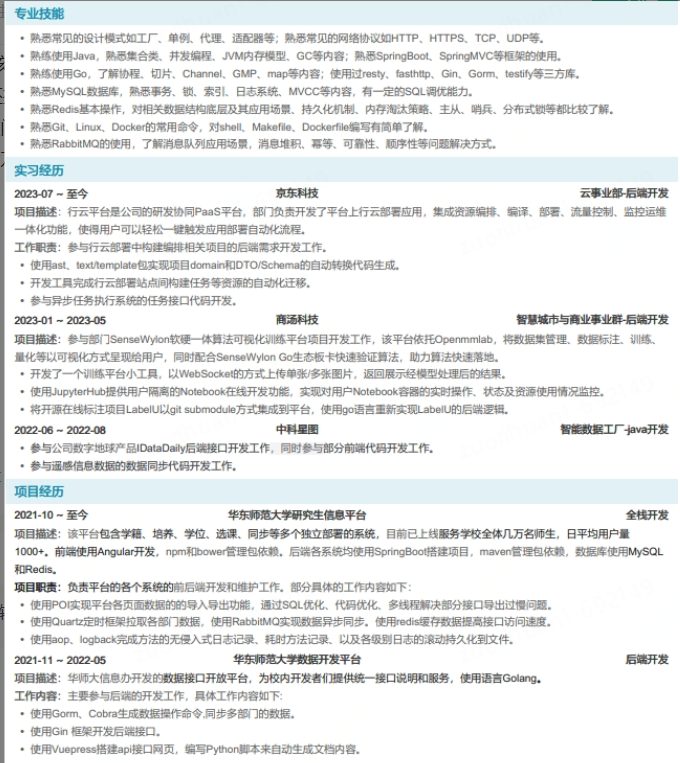 专业技能
• 熟悉常见的设计模式如工厂、单例、代理、适配器等；熟悉常见的网络协议如HTTP、HTTPS、TCP、UDP等。
• 熟练使用Java，熟悉集合类、并发编程、JVM内存模型、GC等内容；熟悉SpringBoot、SpringMVC等框架的使用。
• 熟练使用Go，了解协程、切片、Channel、GMP、map等内容；使用过resty、fasthttp、Gin、Gorm、testify等三方库。
• 熟悉MySQL数据库，熟悉事务、锁、索引、日志系统、MVCC等内容，有一定的SQL调优能力。
• 熟悉Redis基本操作，对相关数据结构底层及其应用场景、持久化机制、内存淘汰策略、主从、哨兵、分布式锁等都比较了解。
• 熟悉Git、Linux、Docker的常用命令，对shell、Makefile、Dockerfile编写有简单了解。
• 熟悉RabbitMQ的使用，了解消息队列应用场景，消息堆积、幂等、可靠性、顺序性等问题解决方式。
实习经历
2023-07 ~ 至今 京东科技 云事业部-后端开发
项目描述：行云平台是公司的研发协同PaaS平台，部门负责开发了平台上行云部署应用，集成资源编排、编译、部署、流量控制、监控运维
一体化功能，使得用户可以轻松一键触发应用部署自动化流程。
工作职责：参与行云部署中构建编排相关项目的后端需求开发工作。
• 使用ast、text/template包实现项目domain和DTO/Schema的自动转换代码生成。
• 开发工具完成行云部署站点间构建任务等资源的自动化迁移。
• 参与异步任务执行系统的任务接口代码开发。
2023-01 ~ 2023-05 商汤科技 智慧城市与商业事业群-后端开发
项目描述：参与部门SenseWylon软硬一体算法可视化训练平台项目开发工作，该平台依托Openmmlab，将数据集管理、数据标注、训练、
量化等以可视化方式呈现给用户，同时配合SenseWylon Go生态板卡快速验证算法，助力算法快速落地。
• 开发了一个训练平台小工具，以WebSocket的方式上传单张/多张图片，返回展示经模型处理后的结果。
• 使用JupyterHub提供用户隔离的Notebook在线开发功能，实现对用户Notebook容器的实时操作、状态及资源使用情况监控。
• 将开源在线标注项目LabelU以git submodule方式集成到平台，使用go语言重新实现LabelU的后端逻辑。
2022-06 ~ 2022-08 中科星图 智能数据工厂-java开发
• 参与公司数字地球产品IDataDaily后端接口开发工作，同时参与部分前端代码开发工作。
• 参与遥感信息数据的数据同步代码开发工作。
项目经历
2021-10 ~ 至今 华东师范大学研究生信息平台 全栈开发
项目描述：该平台包含学籍、培养、学位、选课、同步等多个独立部署的系统，目前已上线服务学校全体几万名师生，日平均用户量
1000+。前端使用Angular开发，npm和bower管理包依赖。后端各系统均使用SpringBoot搭建项目，maven管理包依赖，数据库使用MySQL
和Redis。
项目职责：负责平台的各个系统的前后端开发和维护工作。部分具体的工作内容如下：
• 使用POI实现平台各页面数据的的导入导出功能，通过SQL优化、代码优化、多线程解决部分接口导出过慢问题。
• 使用Quartz定时框架拉取各部门数据，使用RabbitMQ实现数据异步同步。使用redis缓存数据提高接口访问速度。
• 使用aop、logback完成方法的无侵入式日志记录、耗时方法记录、以及各级别日志的滚动持久化到文件。
2021-11 ~ 2022-05 华东师范大学数据开发平台 后端开发
项目描述：华师大信息办开发的数据接口开放平台，为校内开发者们提供统一接口说明和服务，使用语言Golang。
工作内容：主要参与后端的开发工作，具体工作内容如下:
• 使用Gorm、Cobra生成数据操作命令,同步多部门的数据。
• 使用Gin 框架开发后端接口。
• 使用Vuepress搭建api接口网页，编写Python脚本来自动生成文档内容。